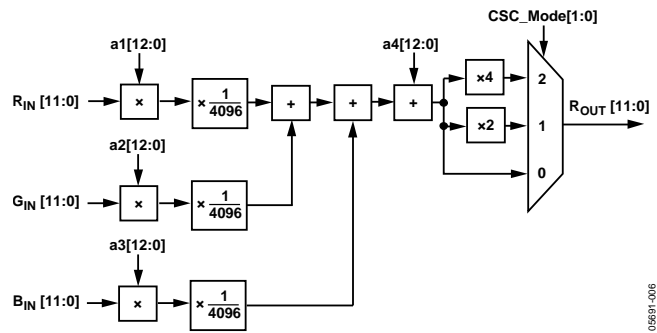 CSC_Mode[1:0]
a1[12:0]
a4[12:0]
R_IN [11:0]
×
× 1/4096
+
+
+
×4
2
×2
1
0
R_OUT [11:0]
a2[12:0]
G_IN [11:0]
×
× 1/4096
a3[12:0]
B_IN [11:0]
×
× 1/4096
05691-006